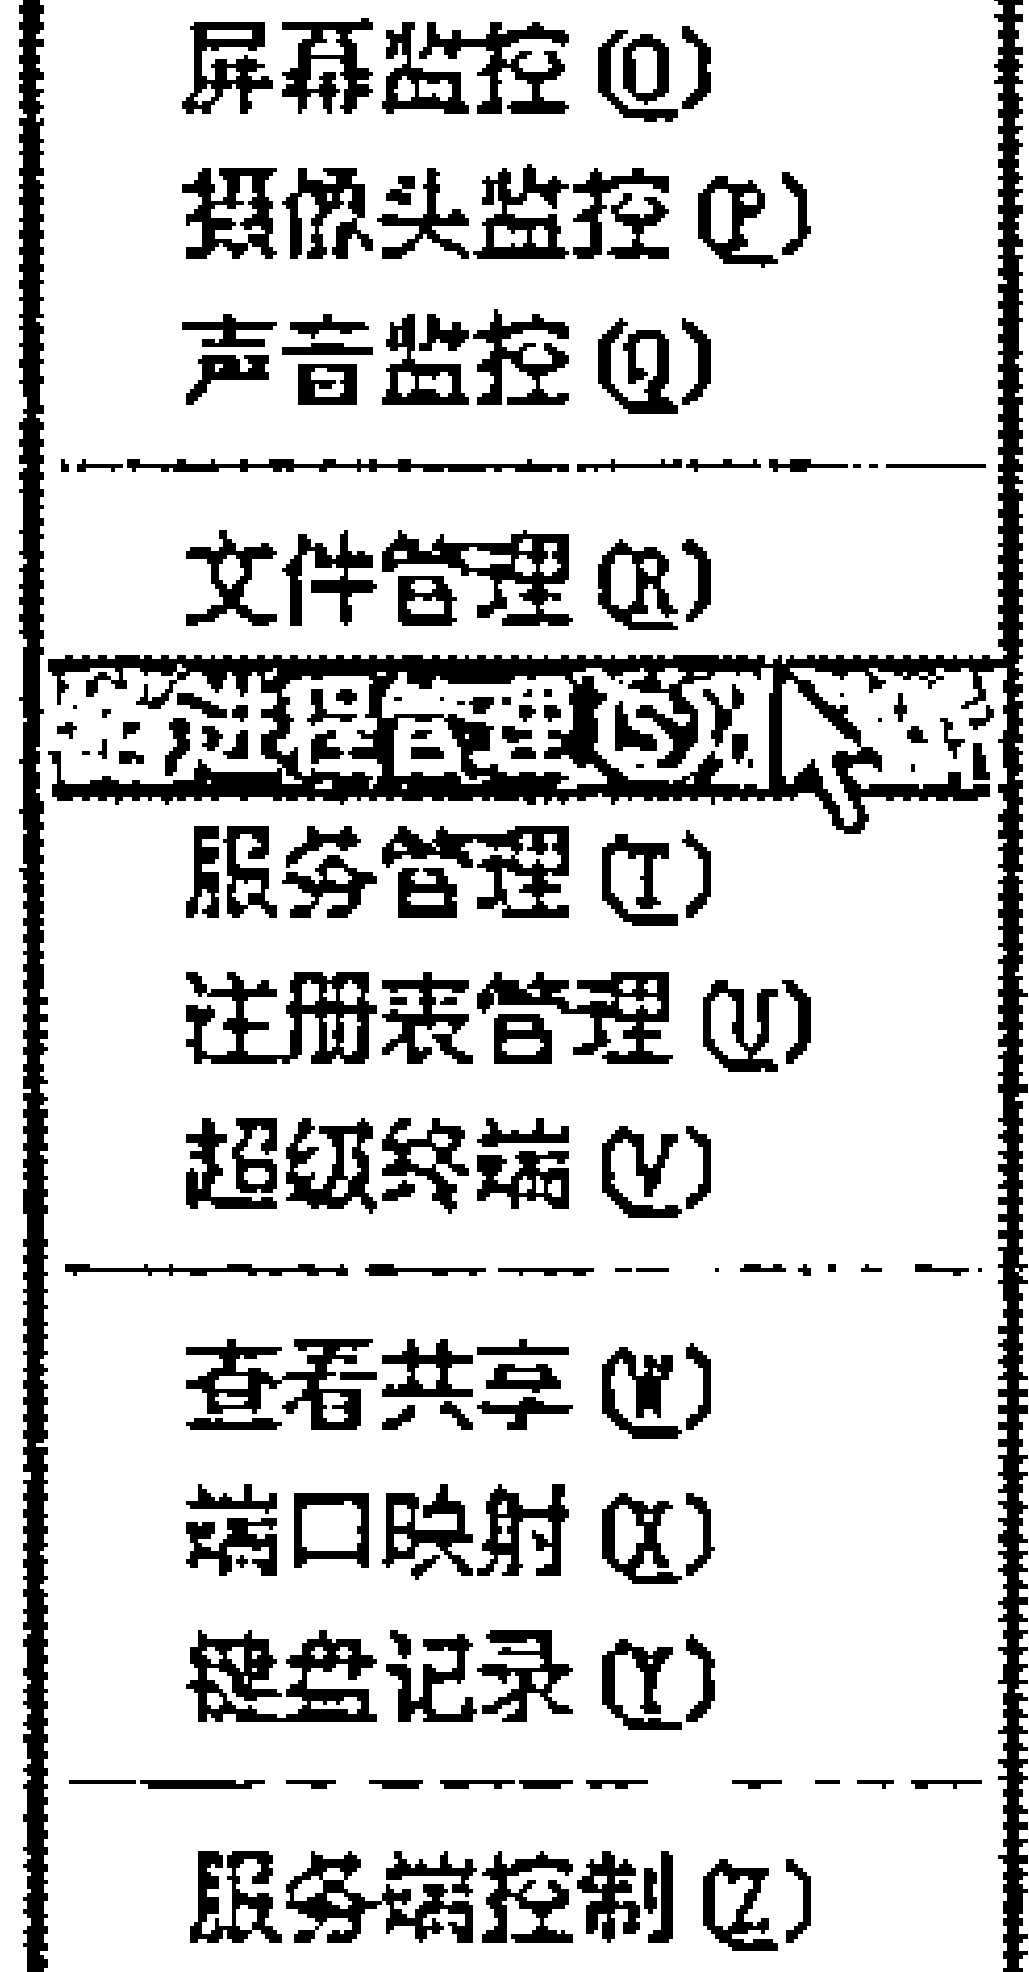 屏幕监控(O)
摄像头监控(P)
声音监控(Q)
文件管理(R)
进程管理(S)
服务管理(T)
注册表管理(U)
超级终端(V)
查看共享(W)
端口映射(X)
键盘记录(Y)
服务端控制(Z)